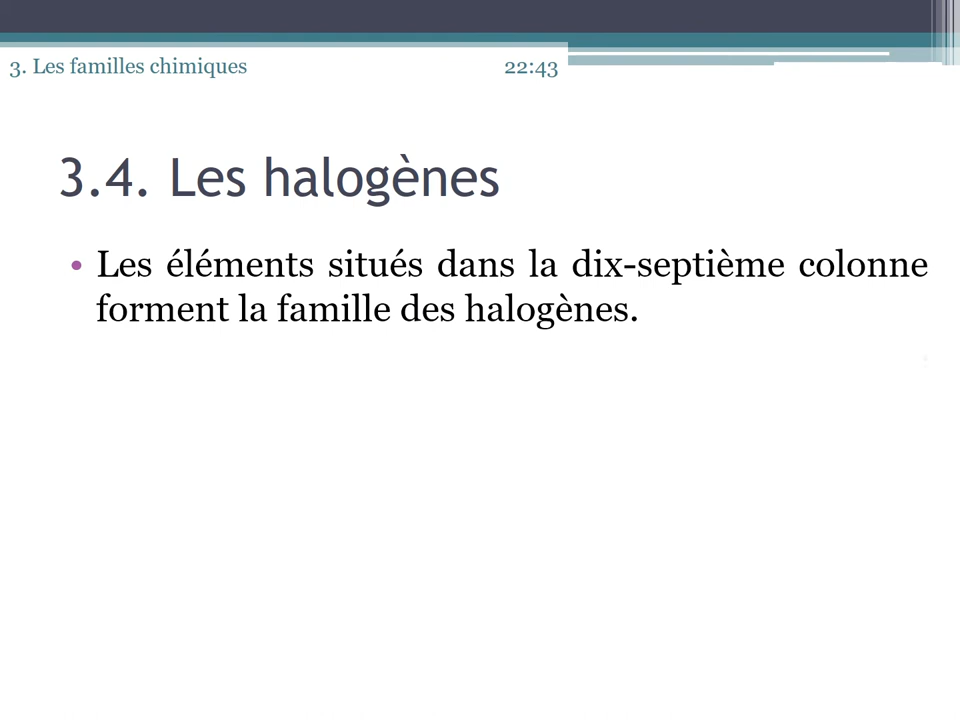 3. Les familles chimiques 22:43
3.4. Les halogènes
• Les éléments situés dans la dix-septième colonne
forment la famille des halogènes.